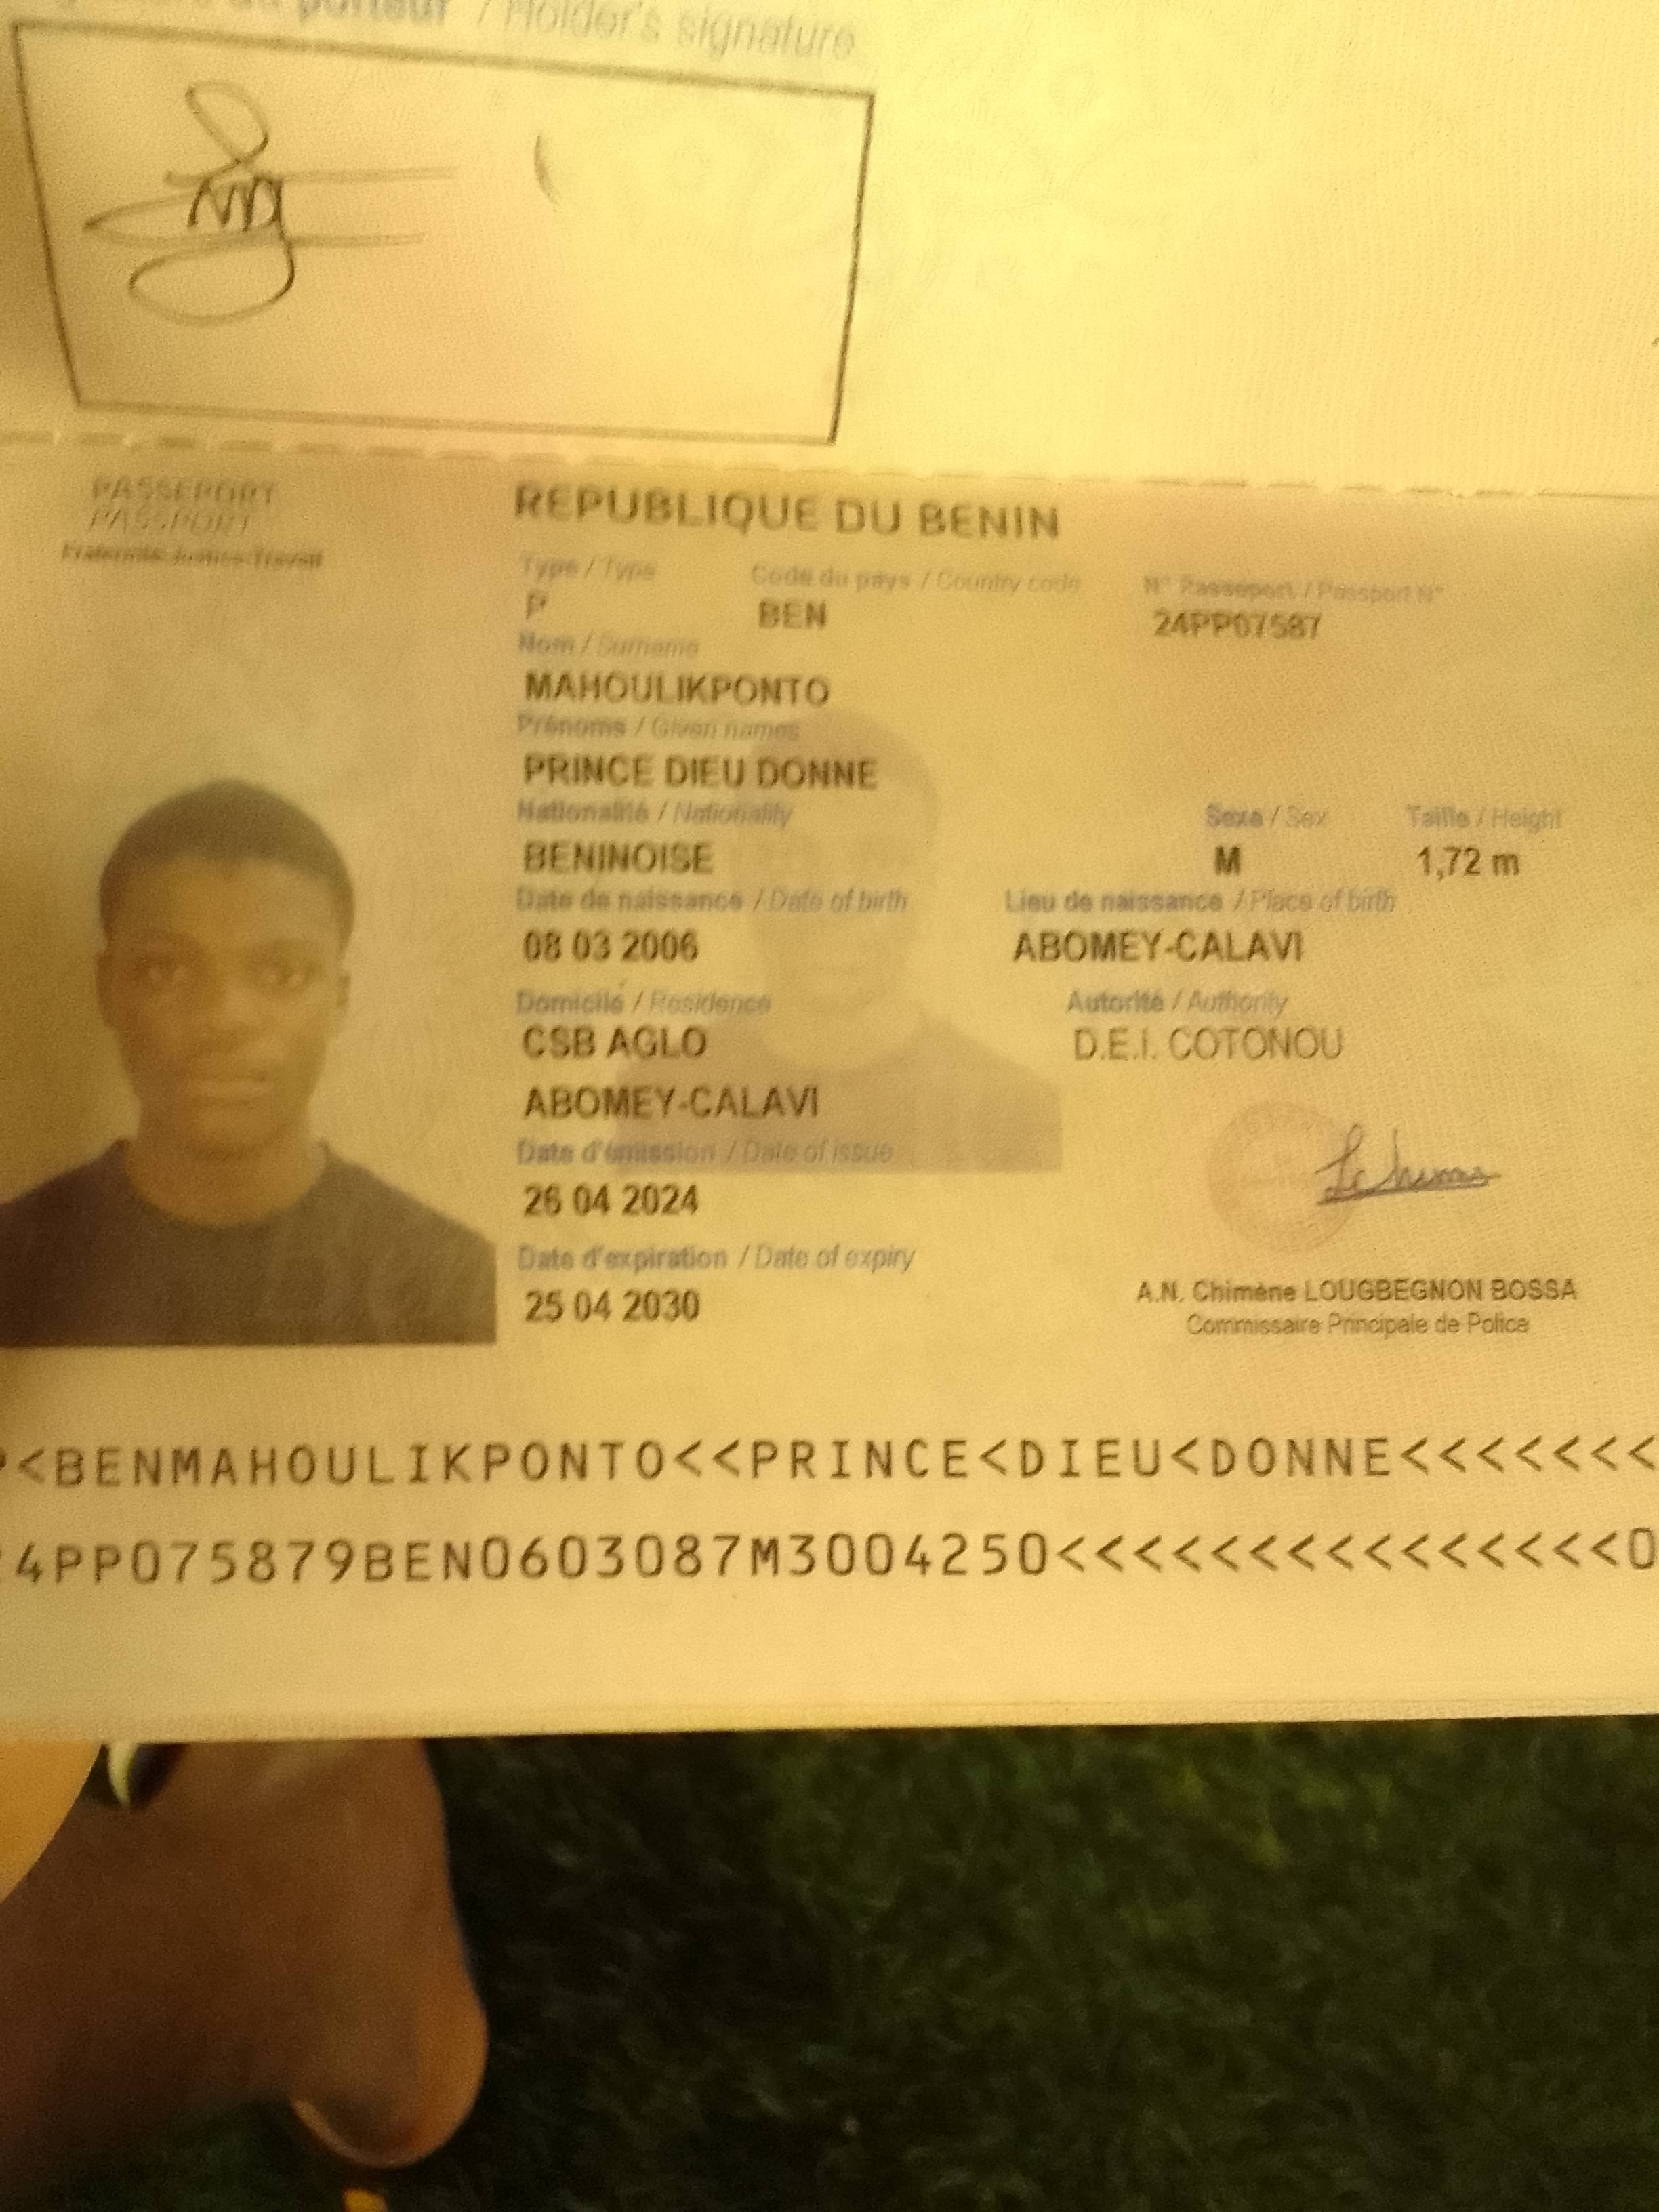 porteur / Holder's signature
PASSEPORT
PASSPORT
Fraternité-Justice-Travail
REPUBLIQUE DU BENIN
Type / Type Code du pays / Country code N° Passeport / Passport N°
P BEN 24PP07587
Nom / Surname
MAHOULIKPONTO
Prénoms / Given names
PRINCE DIEU DONNE
Nationalité / Nationality Sexe / Sex Taille / Height
BENINOISE M 1,72 m
Date de naissance / Date of birth Lieu de naissance / Place of birth
08 03 2006 ABOMEY-CALAVI
Domicile / Residence Autorité / Authority
CSB AGLO D.E.I. COTONOU
ABOMEY-CALAVI
Date d'émission / Date of issue
26 04 2024
Date d'expiration / Date of expiry
25 04 2030
A.N. Chimène LOUGBEGNON BOSSA
Commissaire Principale de Police
P<BENMAHOULIKPONTO<<PRINCE<DIEU<DONNE<<<<<<<
4PP075879BEN0603087M3004250<<<<<<<<<<<<<<<0